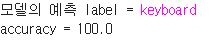 모델의 예측 label = keyboard
accuracy = 100.0